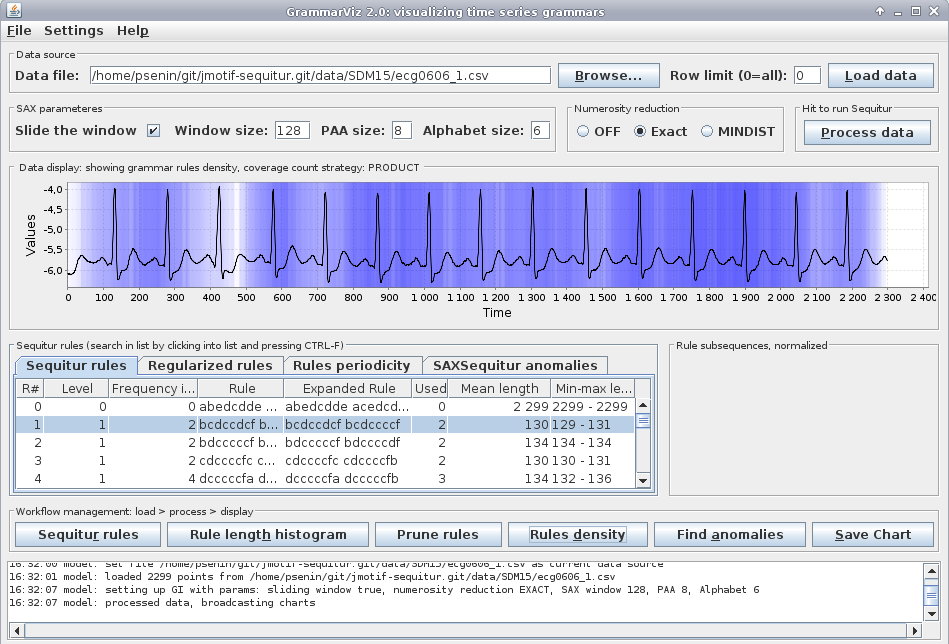 GrammarViz 2.0: visualizing time series grammars
File Settings Help
Data source
Data file: /home/psenin/git/jmotif-sequitur.git/data/SDM15/ecg0606_1.csv Browse... Row limit (0=all): 0 Load data
SAX parameteres Numerosity reduction Hit to run Sequitur
Slide the window Window size: 128 PAA size: 8 Alphabet size: 6 OFF Exact MINDIST Process data
Data display: showing grammar rules density, coverage count strategy: PRODUCT
Values
-4,0
-4,5
-5,0
-5,5
-6,0
0 100 200 300 400 500 600 700 800 900 1 000 1 100 1 200 1 300 1 400 1 500 1 600 1 700 1 800 1 900 2 000 2 100 2 200 2 300 2 400
Time
Sequitur rules (search in list by clicking into list and pressing CTRL-F) Rule subsequences, normalized
Sequitur rules Regularized rules Rules periodicity SAXSequitur anomalies
R# Level Frequency i... Rule Expanded Rule Used Mean length Min-max le...
0 0 0 abedcdde ... abedcdde acedcd... 0 2 299 2299 - 2299
1 1 2 bcdccdcf b... bcdccdcf bcdccccf 2 130 129 - 131
2 1 2 bdcccccf b... bdcccccf bdccccdf 2 134 134 - 134
3 1 2 cdccccfc c... cdccccfc cdccccfb 2 130 130 - 131
4 1 4 dcccccfa d... dcccccfa dcccccfb 3 134 132 - 136
Workflow management: load > process > display
Sequitur rules Rule length histogram Prune rules Rules density Find anomalies Save Chart
16:32:00 model: set file /home/psenin/git/jmotif-sequitur.git/data/SDM15/ecg0606_1.csv as current data source
16:32:01 model: loaded 2299 points from /home/psenin/git/jmotif-sequitur.git/data/SDM15/ecg0606_1.csv
16:32:07 model: setting up GI with params: sliding window true, numerosity reduction EXACT, SAX window 128, PAA 8, Alphabet 6
16:32:07 model: processed data, broadcasting charts